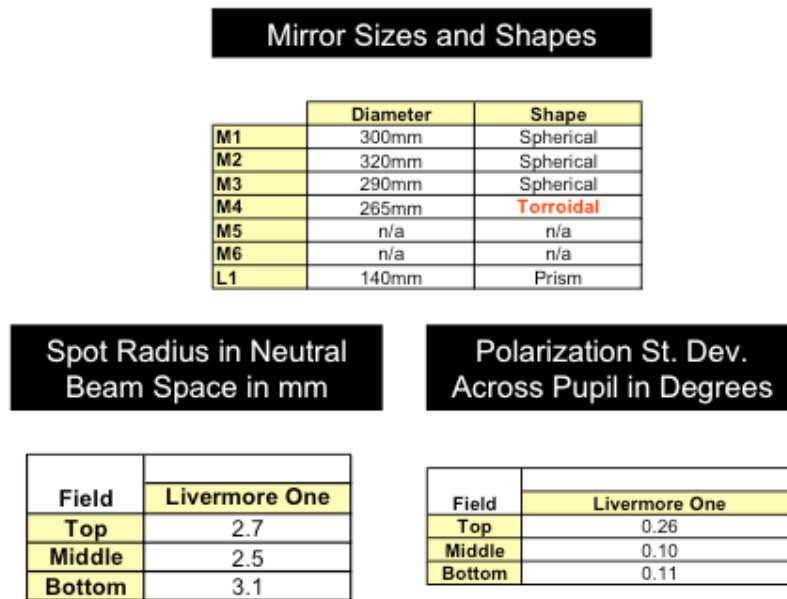 Mirror Sizes and Shapes
Diameter Shape
M1 300mm Spherical
M2 320mm Spherical
M3 290mm Spherical
M4 265mm Torroidal
M5 n/a n/a
M6 n/a n/a
L1 140mm Prism
Spot Radius in Neutral
Beam Space in mm
Field Livermore One
Top 2.7
Middle 2.5
Bottom 3.1
Polarization St. Dev.
Across Pupil in Degrees
Field Livermore One
Top 0.26
Middle 0.10
Bottom 0.11